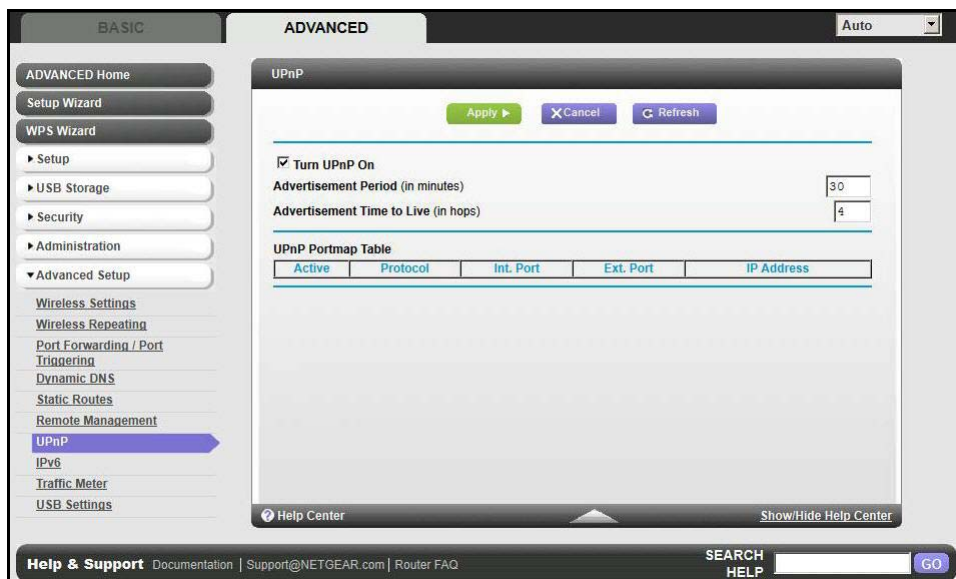 BASIC
ADVANCED
Auto
ADVANCED Home
Setup Wizard
WPS Wizard
Setup
USB Storage
Security
Administration
Advanced Setup
Wireless Settings
Wireless Repeating
Port Forwarding / Port
Triggering
Dynamic DNS
Static Routes
Remote Management
UPnP
IPv6
Traffic Meter
USB Settings
UPnP
Apply
Cancel
Refresh
Turn UPnP On
Advertisement Period (in minutes) 30
Advertisement Time to Live (in hops) 4
UPnP Portmap Table
Active Protocol Int. Port Ext. Port IP Address
Help Center
Show/Hide Help Center
Help & Support Documentation | Support@NETGEAR.com | Router FAQ
SEARCH
HELP
GO